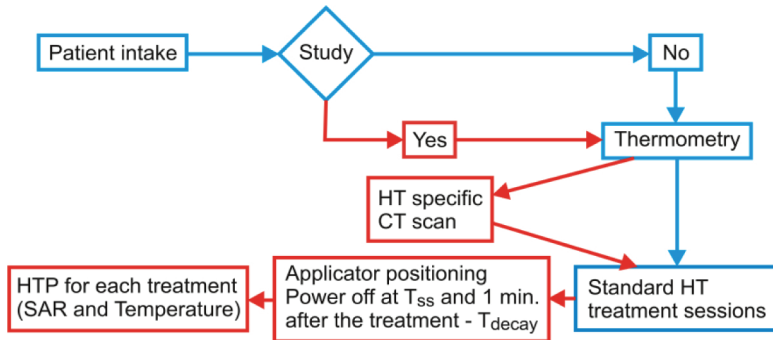 Patient intake
Study
No
Yes
Thermometry
HT specific
CT scan
Standard HT
treatment sessions
Applicator positioning
Power off at Tss and 1 min.
after the treatment - Tdecay
HTP for each treatment
(SAR and Temperature)